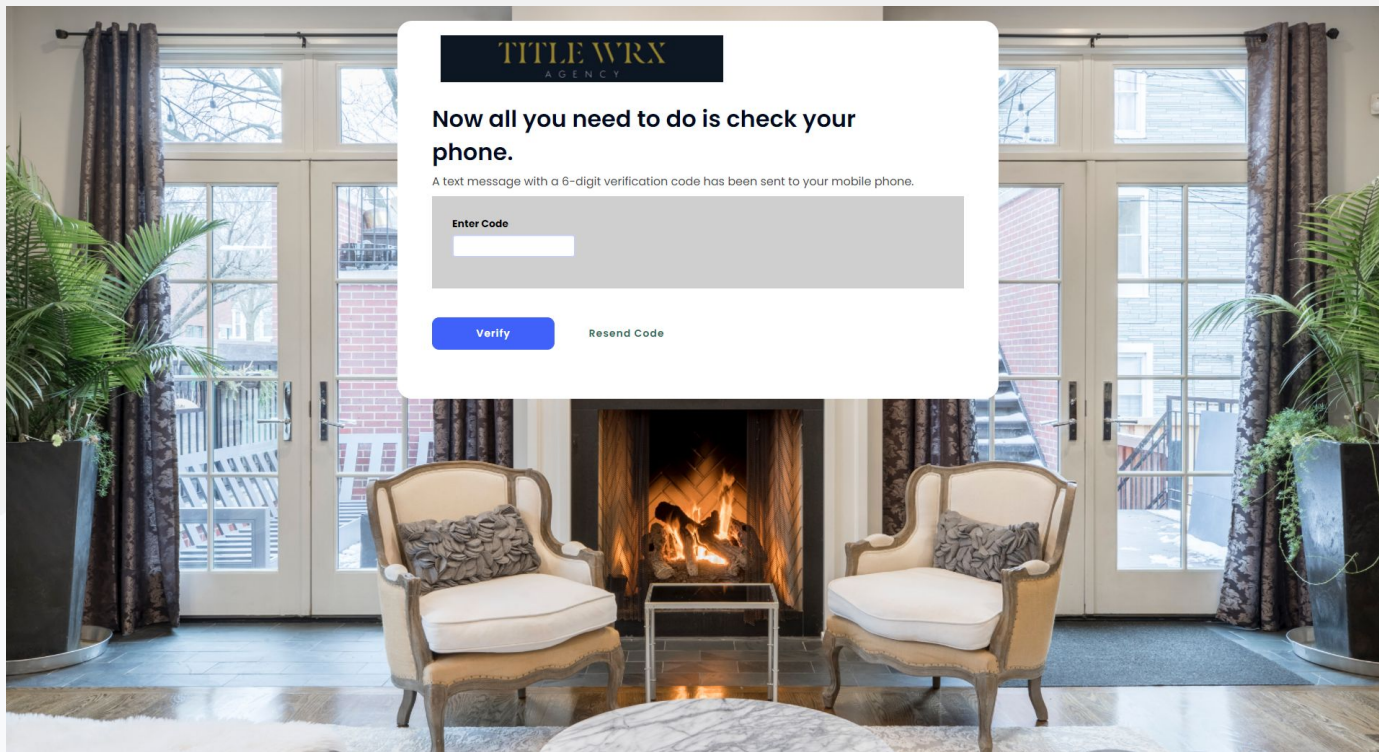 TITLE WRX
AGENCY
Now all you need to do is check your
phone.
A text message with a 6-digit verification code has been sent to your mobile phone.
Enter Code
Verify
Resend Code